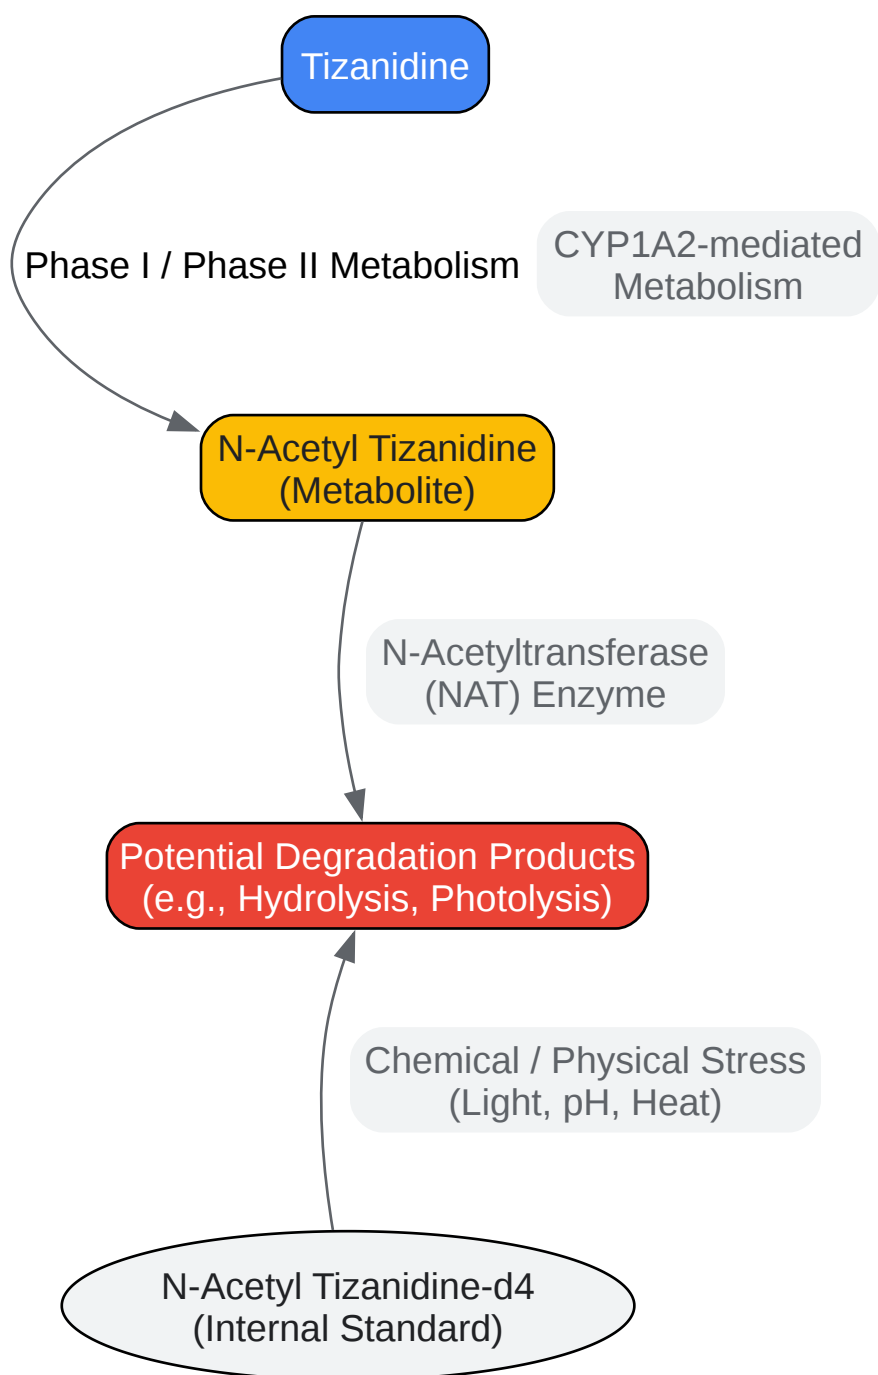 Tizanidine
Phase I / Phase II Metabolism
CYP1A2-mediated
Metabolism
N-Acetyl Tizanidine
(Metabolite)
N-Acetyltransferase
(NAT) Enzyme
Potential Degradation Products
(e.g., Hydrolysis, Photolysis)
Chemical / Physical Stress
(Light, pH, Heat)
N-Acetyl Tizanidine-d4
(Internal Standard)